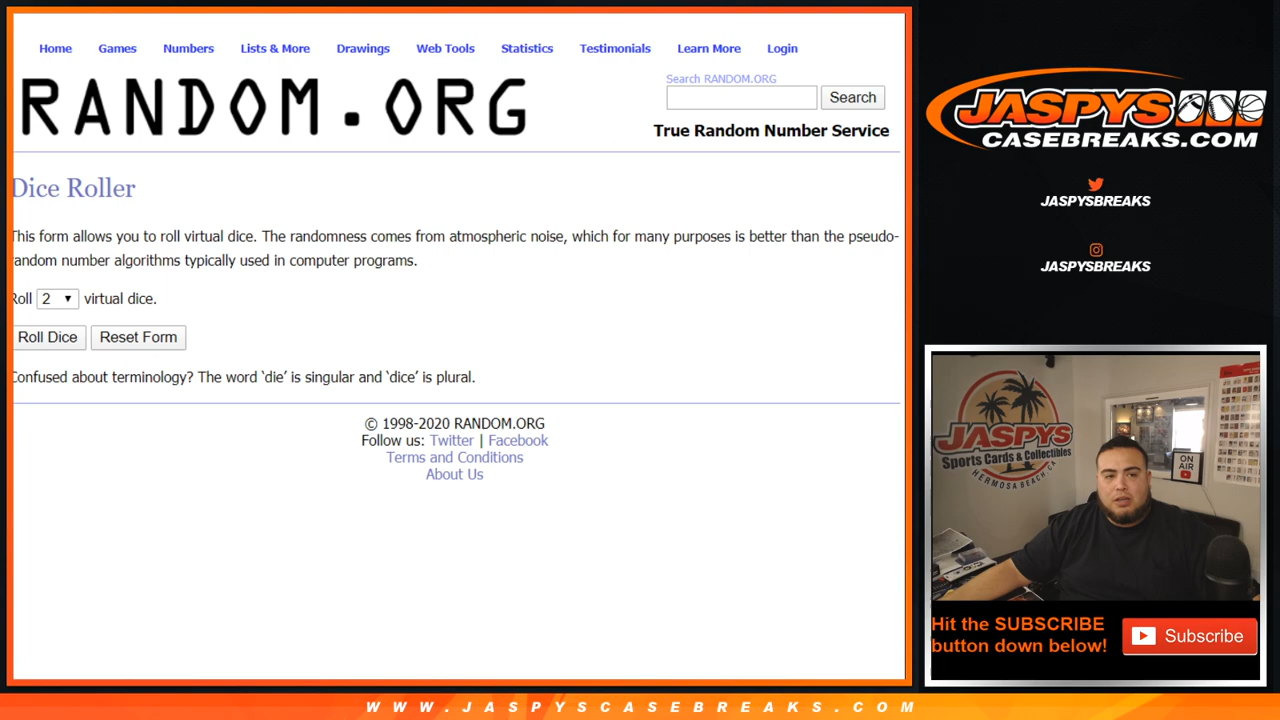 Home Games Numbers Lists & More Drawings Web Tools Statistics Testimonials Learn More Login
RANDOM.ORG
Search RANDOM.ORG
Search
True Random Number Service
Dice Roller
This form allows you to roll virtual dice. The randomness comes from atmospheric noise, which for many purposes is better than the pseudo-
random number algorithms typically used in computer programs.
Roll 2 virtual dice.
Roll Dice Reset Form
Confused about terminology? The word ‘die’ is singular and ‘dice’ is plural.
© 1998-2020 RANDOM.ORG
Follow us: Twitter | Facebook
Terms and Conditions
About Us
JASPYS
CASEBREAKS.COM
JASPYSBREAKS
JASPYSBREAKS
JASPYS
Sports Cards & Collectibles
HERMOSA BEACH CA
ON
AIR
Hit the SUBSCRIBE
button down below!
Subscribe
WWW.JASPYSCASEBREAKS.COM